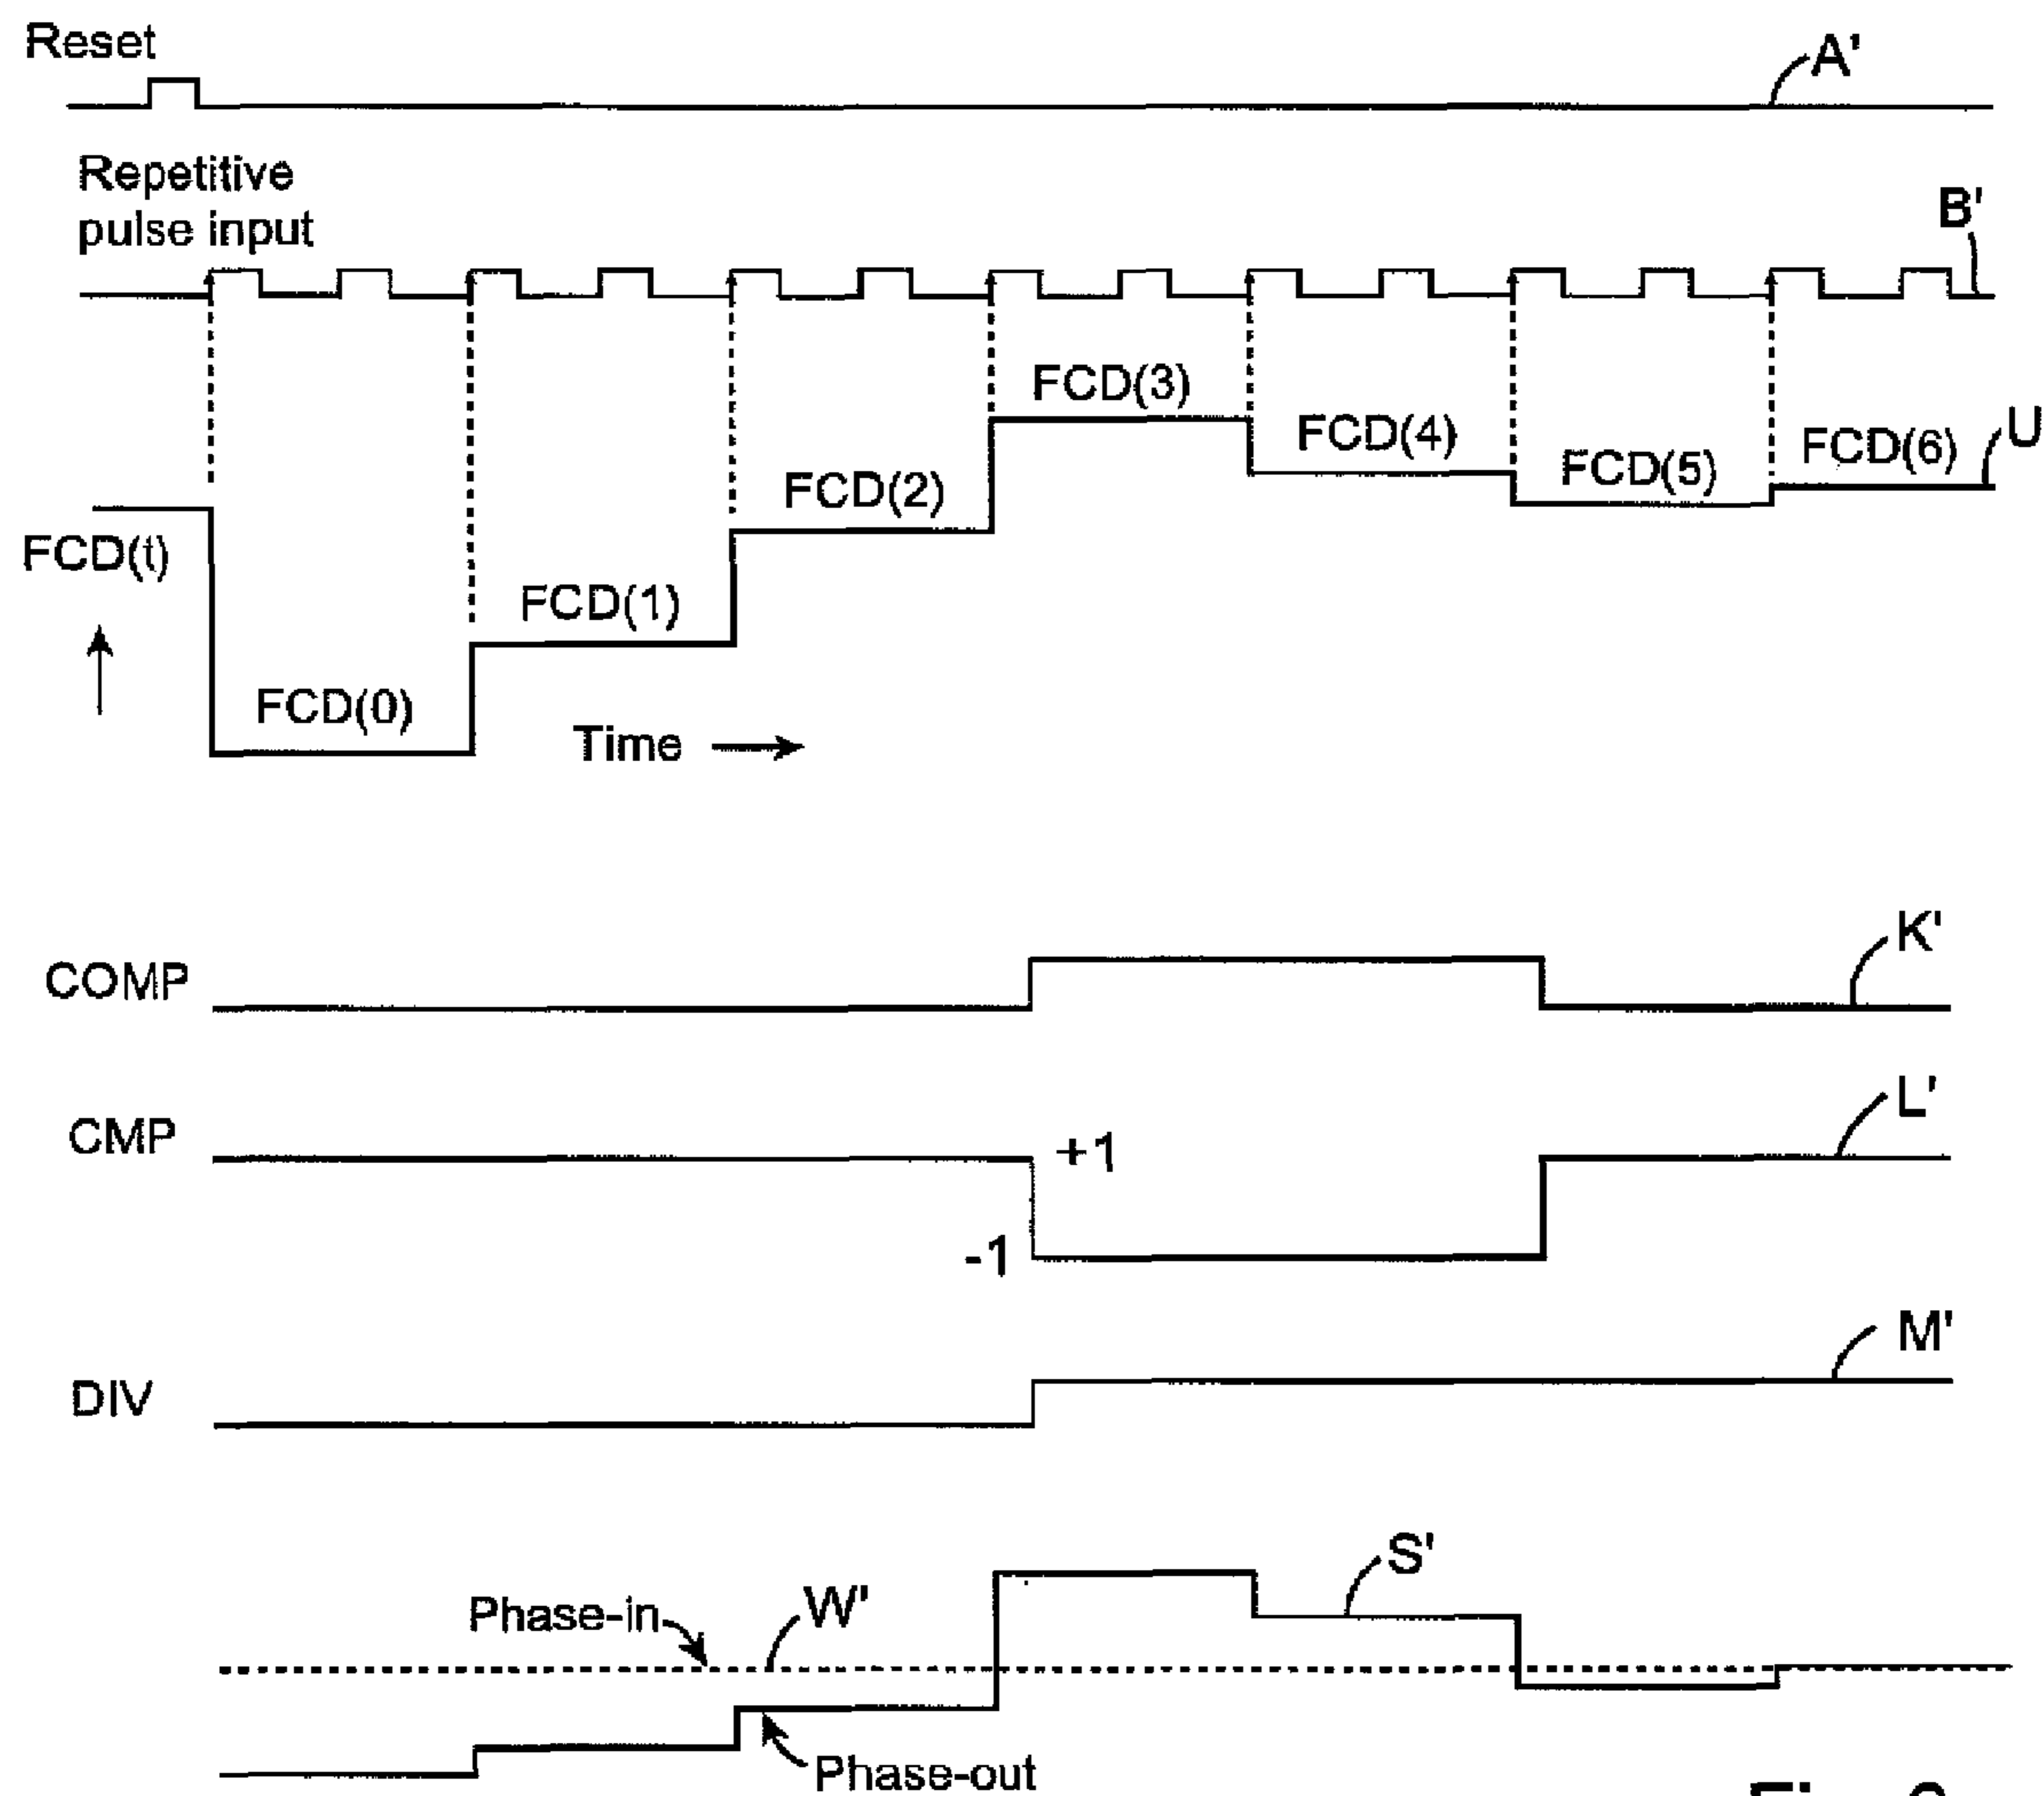 Reset
A'
Repetitive
pulse input
B'
FCD(3)
FCD(4)
FCD(5)
FCD(6)
U
FCD(2)
FCD(t)
FCD(1)
FCD(0)
Time
COMP
K'
CMP
+1
-1
L'
DIV
M'
Phase-in
W'
S'
Phase-out